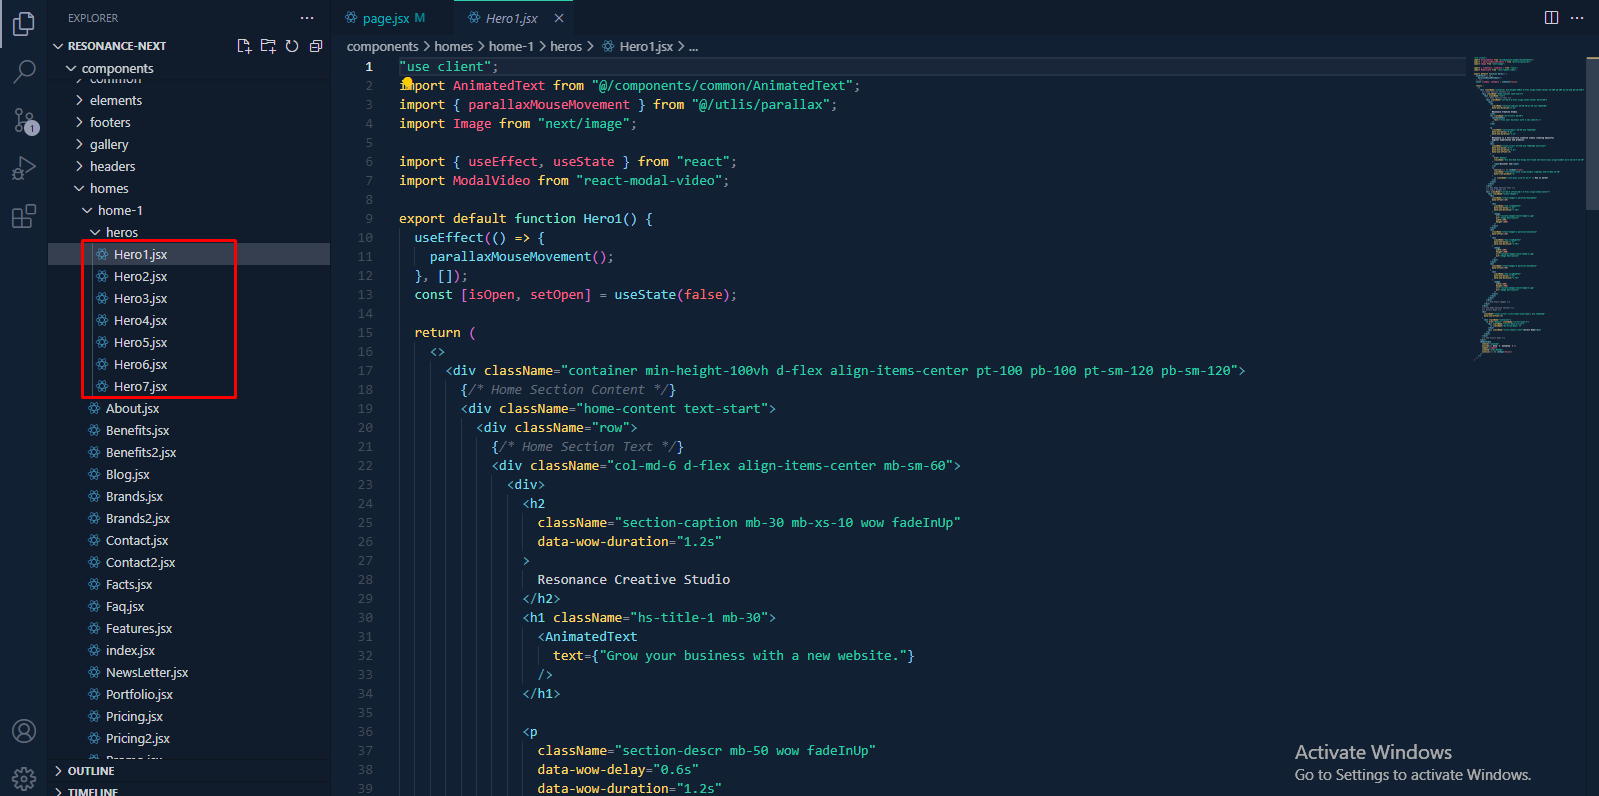 EXPLORER
RESONANCE-NEXT
components
common
elements
footers
gallery
headers
homes
home-1
heros
Hero1.jsx
Hero2.jsx
Hero3.jsx
Hero4.jsx
Hero5.jsx
Hero6.jsx
Hero7.jsx
About.jsx
Benefits.jsx
Benefits2.jsx
Blog.jsx
Brands.jsx
Brands2.jsx
Contact.jsx
Contact2.jsx
Facts.jsx
Faq.jsx
Features.jsx
index.jsx
NewsLetter.jsx
Portfolio.jsx
Pricing.jsx
Pricing2.jsx
OUTLINE
TIMELINE
1
page.jsx M
Hero1.jsx
components > homes > home-1 > heros > Hero1.jsx > ...
1 "use client";
2 import AnimatedText from "@/components/common/AnimatedText";
3 import { parallaxMouseMovement } from "@/utlis/parallax";
4 import Image from "next/image";
5
6 import { useEffect, useState } from "react";
7 import ModalVideo from "react-modal-video";
8
9 export default function Hero1() {
10 useEffect(() => {
11 parallaxMouseMovement();
12 }, []);
13 const [isOpen, setOpen] = useState(false);
14
15 return (
16 <>
17 <div className="container min-height-100vh d-flex align-items-center pt-100 pb-100 pt-sm-120 pb-sm-120">
18 {/* Home Section Content */}
19 <div className="home-content text-start">
20 <div className="row">
21 {/* Home Section Text */}
22 <div className="col-md-6 d-flex align-items-center mb-sm-60">
23 <div>
24 <h2
25 className="section-caption mb-30 mb-xs-10 wow fadeInUp"
26 data-wow-duration="1.2s"
27 >
28 Resonance Creative Studio
29 </h2>
30 <h1 className="hs-title-1 mb-30">
31 <AnimatedText
32 text={"Grow your business with a new website."}
33 />
34 </h1>
35
36 <p
37 className="section-descr mb-50 wow fadeInUp"
38 data-wow-delay="0.6s"
39 data-wow-duration="1.2s"
Activate Windows
Go to Settings to activate Windows.